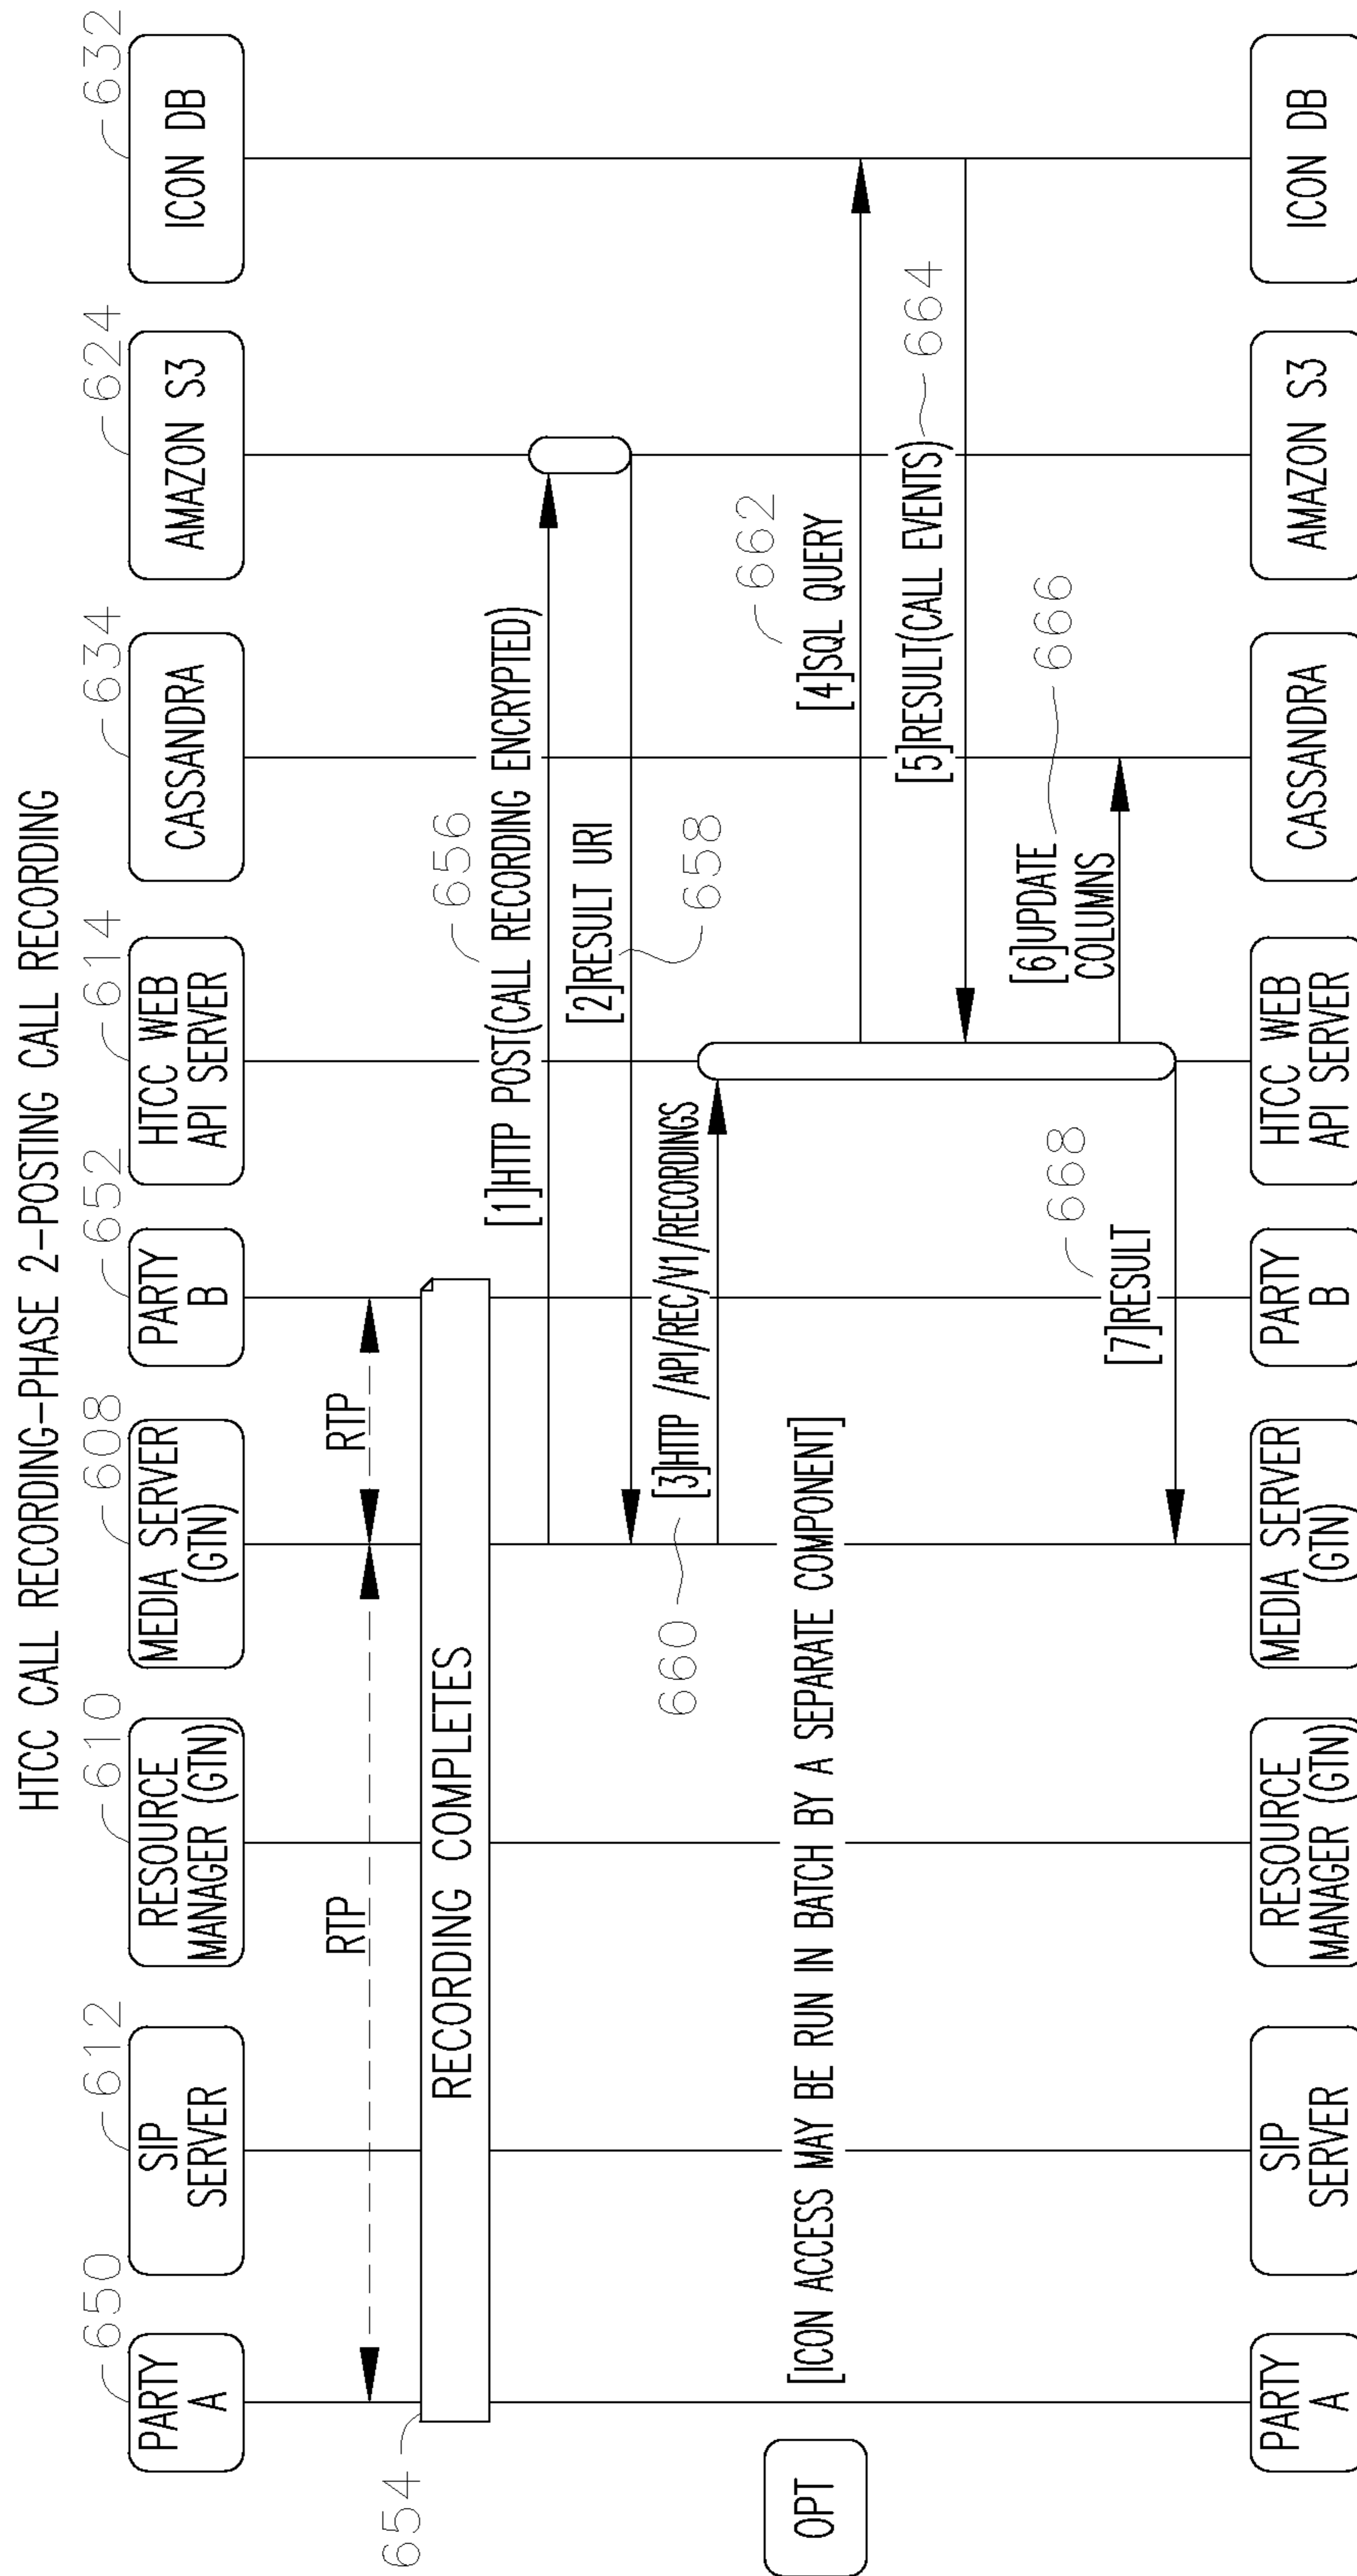 HTCC CALL RECORDING-PHASE 2-POSTING CALL RECORDING
650
612
610
608
652
614
634
624
632
PARTY
A
SIP
SERVER
RESOURCE
MANAGER (GTN)
MEDIA SERVER
(GTN)
PARTY
B
HTCC WEB
API SERVER
CASSANDRA
AMAZON S3
ICON DB
RTP
RTP
654
RECORDING COMPLETES
656
[1]HTTP POST(CALL RECORDING ENCRYPTED)
[2]RESULT URI
658
660
[3]HTTP /API/REC/V1/RECORDINGS
662
OPT
[ICON ACCESS MAY BE RUN IN BATCH BY A SEPARATE COMPONENT]
[4]SQL QUERY
[5]RESULT(CALL EVENTS)
664
[6]UPDATE
COLUMNS
666
668
[7]RESULT
PARTY
A
SIP
SERVER
RESOURCE
MANAGER (GTN)
MEDIA SERVER
(GTN)
PARTY
B
HTCC WEB
API SERVER
CASSANDRA
AMAZON S3
ICON DB